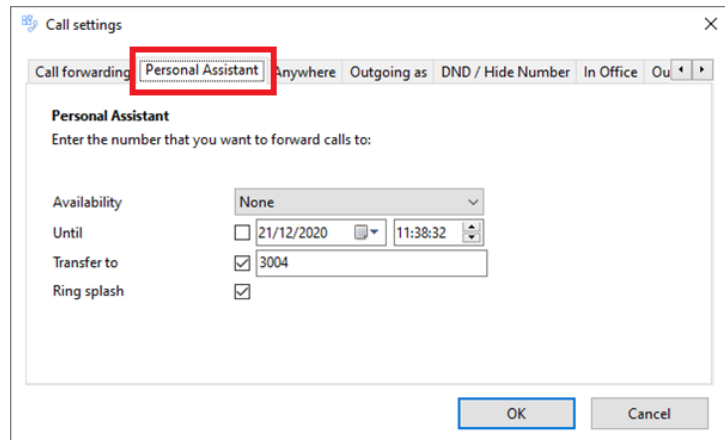 Call settings
Call forwarding Personal Assistant Anywhere Outgoing as DND / Hide Number In Office Ou
Personal Assistant
Enter the number that you want to forward calls to:
Availability None
Until 21/12/2020 11:38:32
Transfer to 3004
Ring splash
OK Cancel